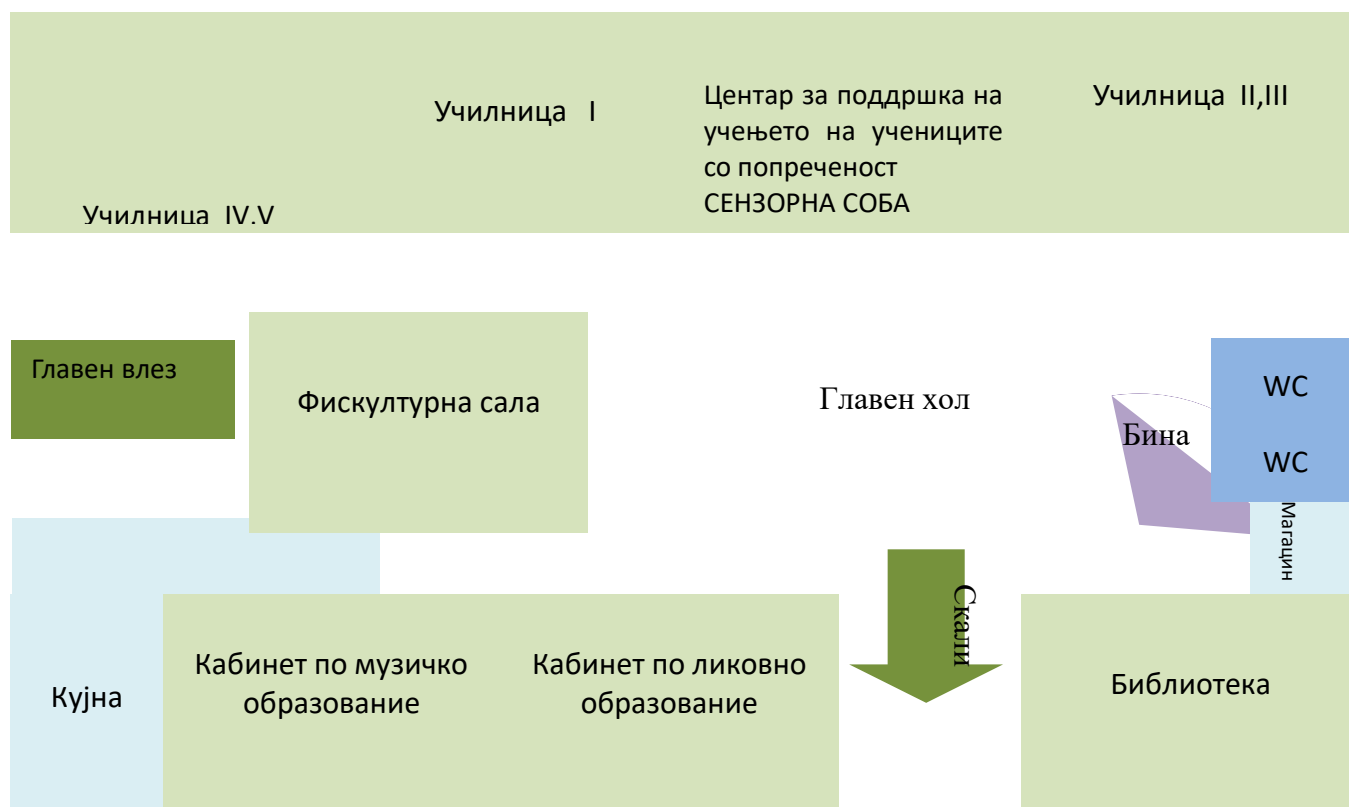 Училница I
Центар за поддршка на
учењето на учениците
со попреченост
СЕНЗОРНА СОБА
Училница II,III
Училница IV.V
Главен влез
Фискултурна сала
Главен хол
Бина
WC
WC
Магацин
Скали
Кујна
Кабинет по музичко
образование
Кабинет по ликовно
образование
Библиотека